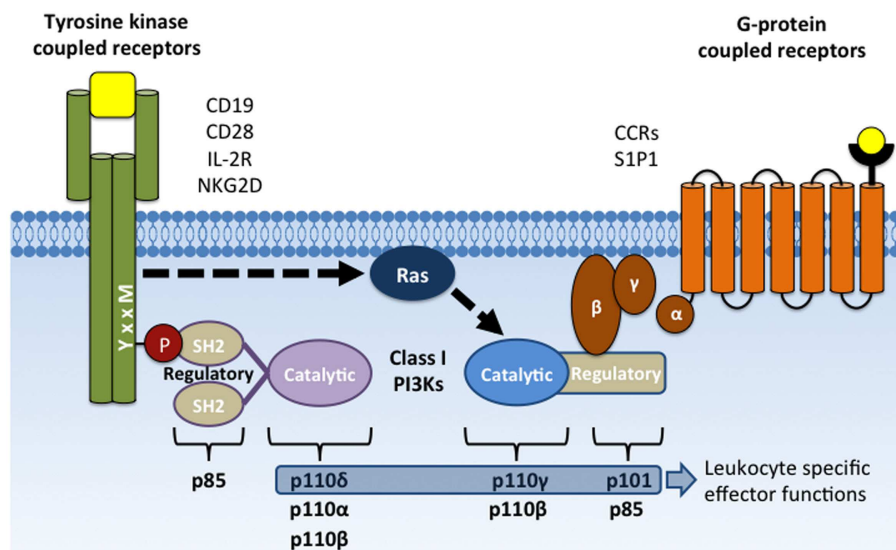 Tyrosine kinase
coupled receptors
G-protein
coupled receptors
CD19
CD28
IL-2R
NKG2D
CCRs
S1P1
YxxM
Ras
P
SH2
Regulatory
SH2
Catalytic
Class I
PI3Ks
Catalytic
Regulatory
β
γ
α
p85
p110δ
p110α
p110β
p110γ
p110β
p101
p85
Leukocyte specific
effector functions